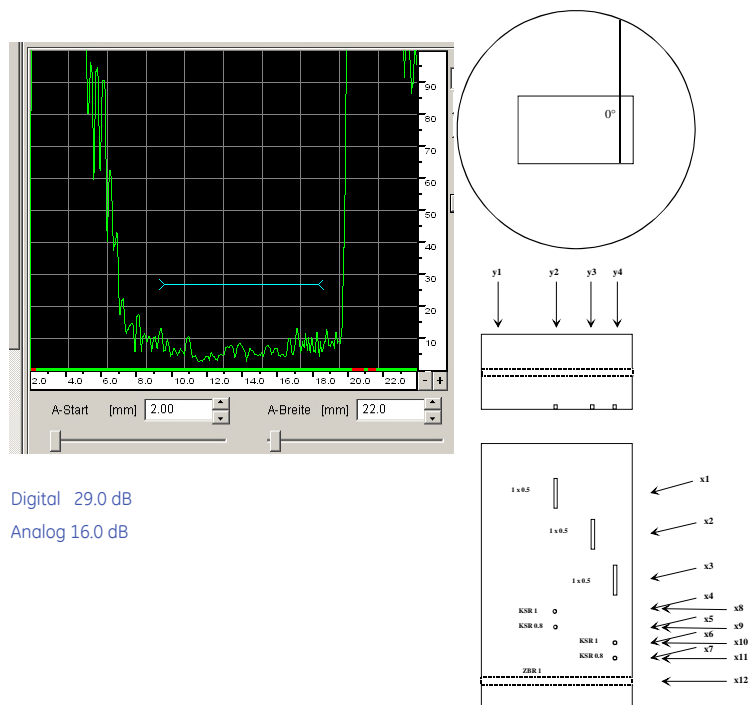 90
80
70
60
50
40
30
20
10
2.0 4.0 6.0 8.0 10.0 12.0 14.0 16.0 18.0 20.0 22.0
- +
A-Start [mm] 2.00 A-Breite [mm] 22.0
Digital 29.0 dB
Analog 16.0 dB
0°
y1 y2 y3 y4
1 x 0.5 x1
1 x 0.5 x2
1 x 0.5 x3
x4
KSR 1 x8
x5
KSR 0.8 x9
x6
KSR 1 x10
x7
KSR 0.8 x11
ZBR 1
x12